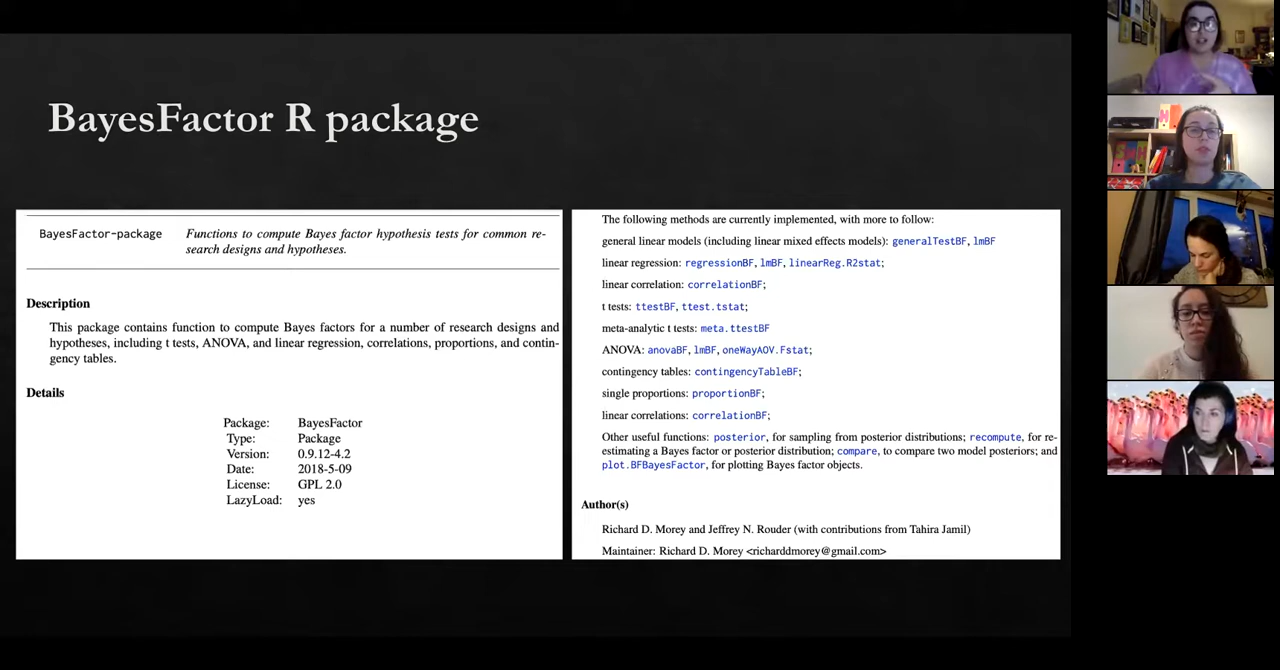 BayesFactor R package
BayesFactor-package
Functions to compute Bayes factor hypothesis tests for common re-
search designs and hypotheses.
Description
This package contains function to compute Bayes factors for a number of research designs and
hypotheses, including t tests, ANOVA, and linear regression, correlations, proportions, and contin-
gency tables.
Details
Package: BayesFactor
Type: Package
Version: 0.9.12-4.2
Date: 2018-5-09
License: GPL 2.0
LazyLoad: yes
The following methods are currently implemented, with more to follow:
general linear models (including linear mixed effects models): generalTestBF, lmBF
linear regression: regressionBF, lmBF, linearReg.R2stat;
linear correlation: correlationBF;
t tests: ttestBF, ttest.tstat;
meta-analytic t tests: meta.ttestBF
ANOVA: anovaBF, lmBF, oneWayAOV.Fstat;
contingency tables: contingencyTableBF;
single proportions: proportionBF;
linear correlations: correlationBF;
Other useful functions: posterior, for sampling from posterior distributions; recompute, for re-
estimating a Bayes factor or posterior distribution; compare, to compare two model posteriors; and
plot.BFBayesFactor, for plotting Bayes factor objects.
Author(s)
Richard D. Morey and Jeffrey N. Rouder (with contributions from Tahira Jamil)
Maintainer: Richard D. Morey <richarddmorey@gmail.com>